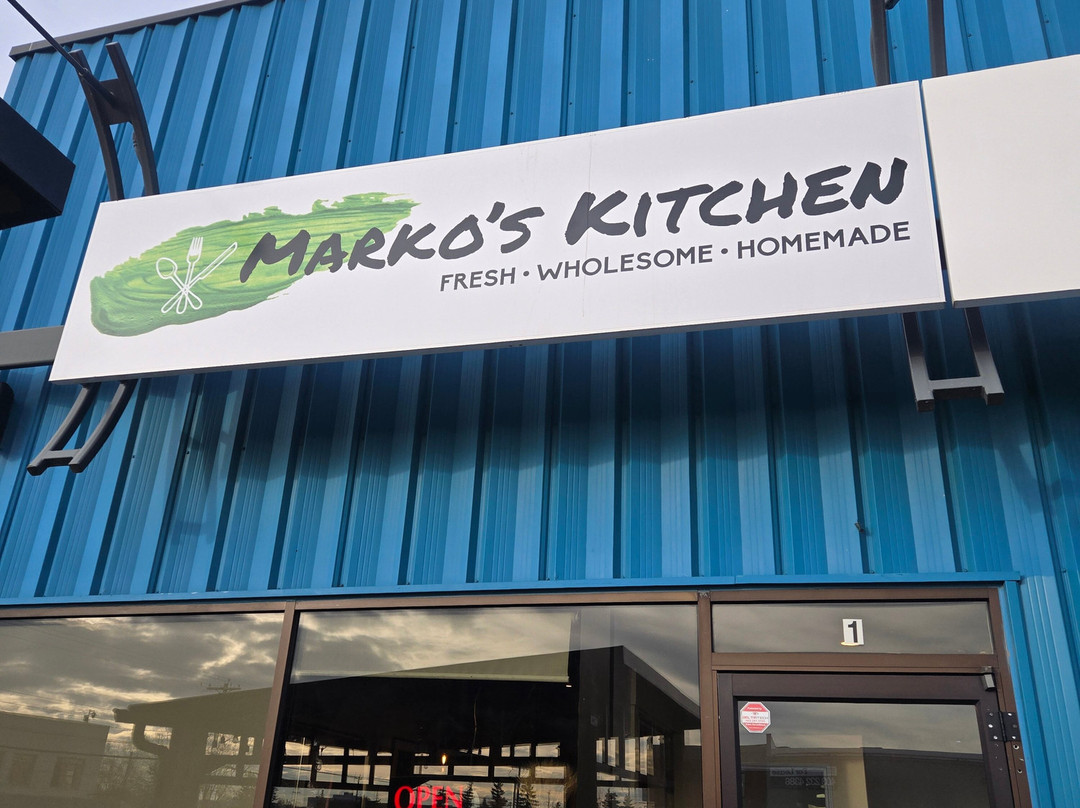 MARKO'S KITCHEN
FRESH • WHOLESOME • HOMEMADE
1
OPEN